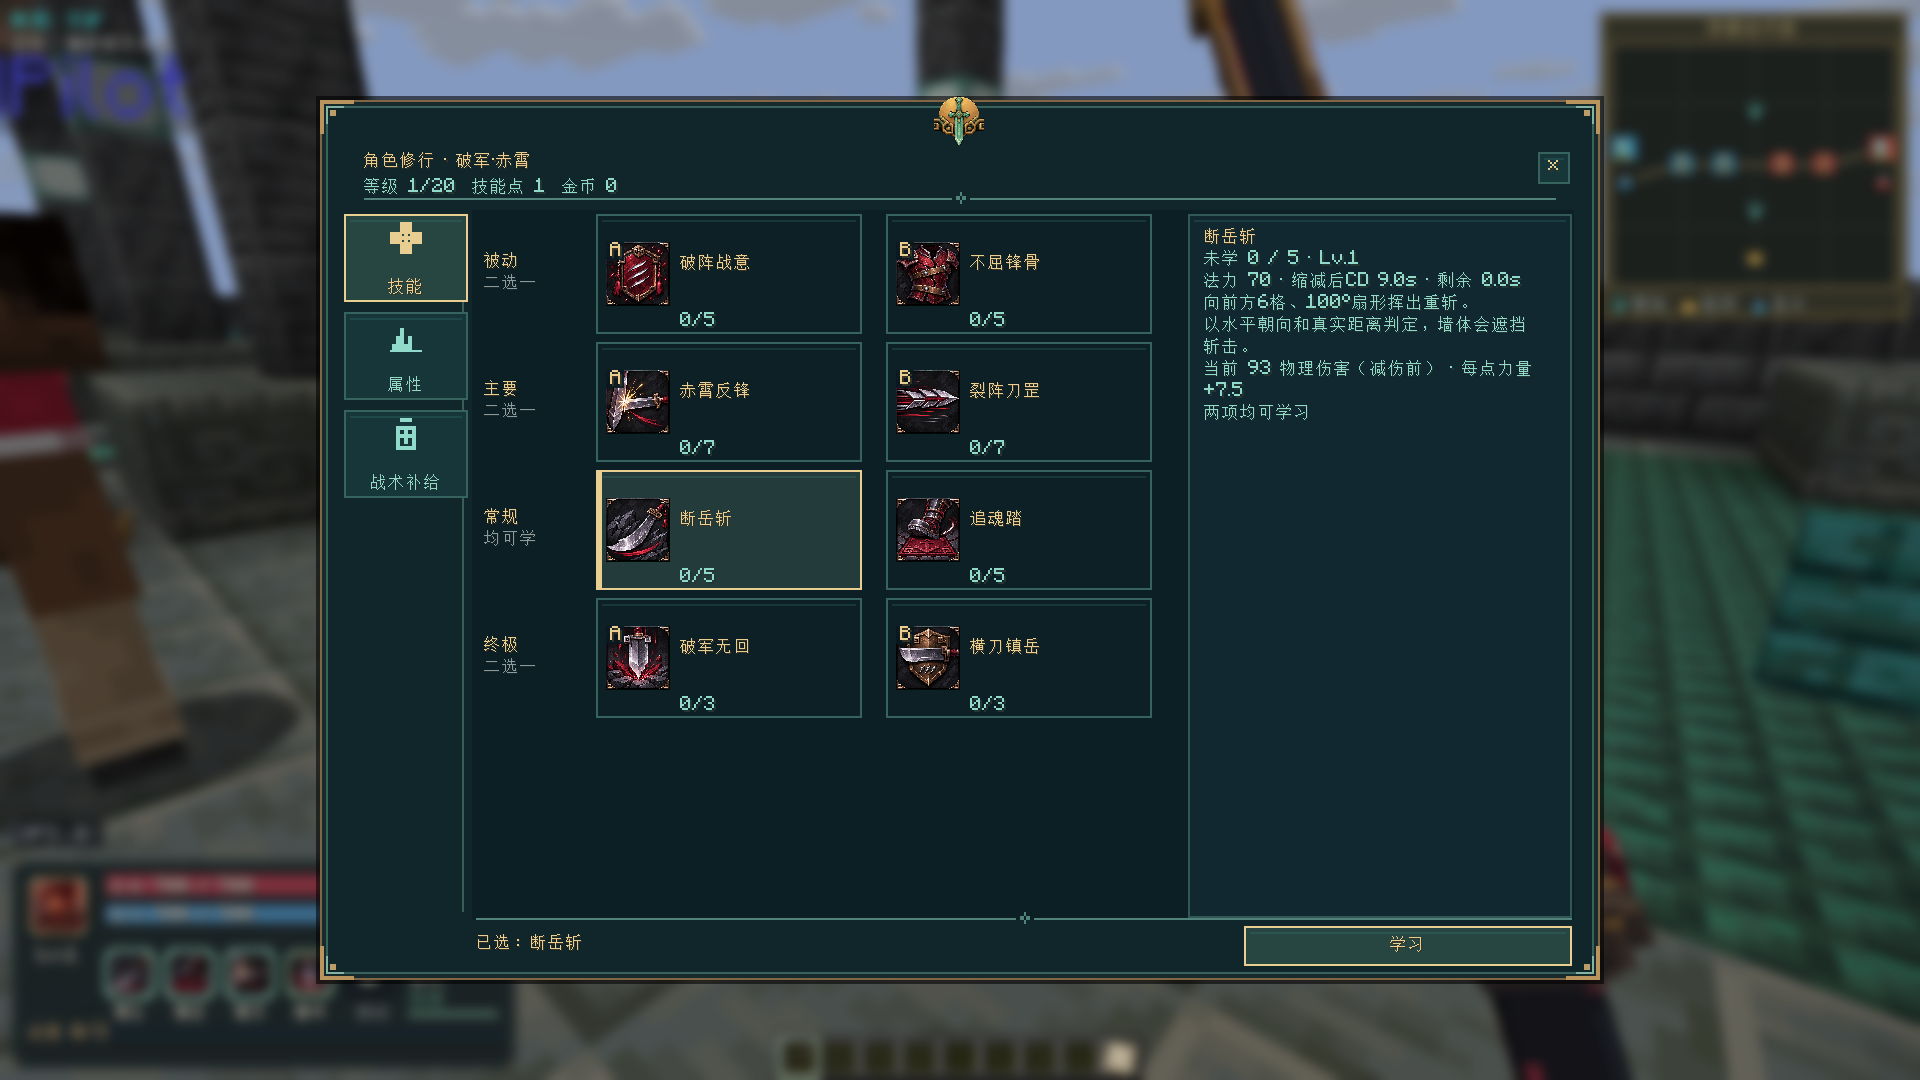 Pilot
角色修行 · 破军·赤霄
等级 1/20 技能点 1 金币 0
×
技能
属性
战术补给
被动
二选一
A
破阵战意
0/5
B
不屈锋骨
0/5
主要
二选一
A
赤霄反锋
0/7
B
裂阵刀罡
0/7
常规
均可学
断岳斩
0/5
追魂踏
0/5
终极
二选一
A
破军无回
0/3
B
横刀镇岳
0/3
断岳斩
未学 0 / 5 · Lv.1
法力 70 · 缩减后CD 9.0s · 剩余 0.0s
向前方6格、100°扇形挥出重斩。
以水平朝向和真实距离判定，墙体会遮挡
斩击。
当前 93 物理伤害（减伤前）· 每点力量
+7.5
两项均可学习
已选：断岳斩
学习